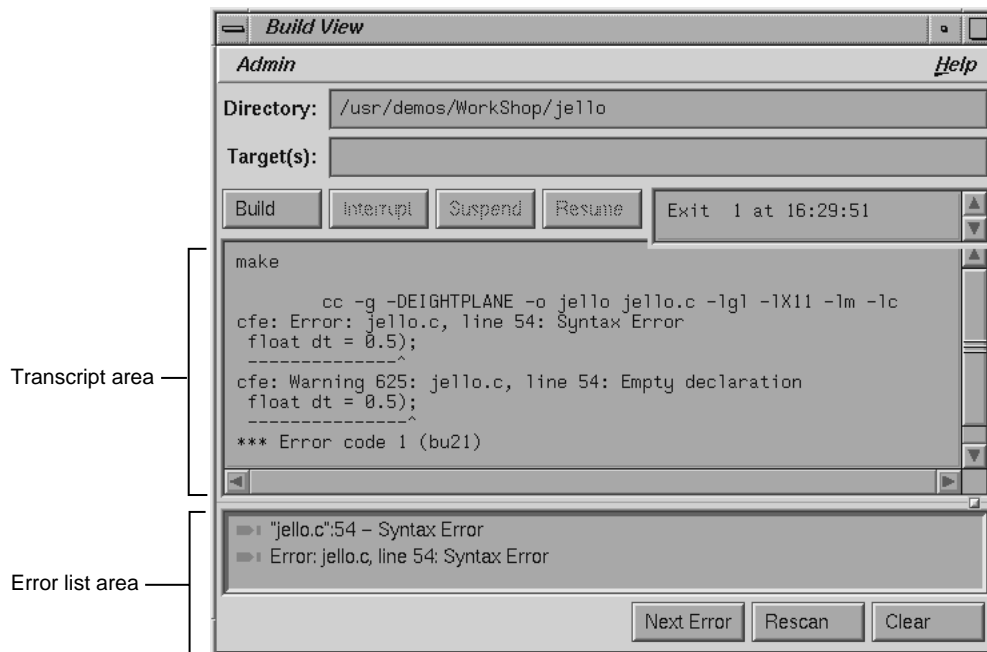 Build View
Admin Help
Directory: /usr/demos/WorkShop/jello
Target(s):
Build Interrupt Suspend Resume Exit 1 at 16:29:51
make
cc -g -DEIGHTPLANE -o jello jello.c -lgl -lX11 -lm -lc
cfe: Error: jello.c, line 54: Syntax Error
float dt = 0.5);
--------------^
cfe: Warning 625: jello.c, line 54: Empty declaration
float dt = 0.5);
---------------^
*** Error code 1 (bu21)
Transcript area
"jello.c":54 – Syntax Error
Error: jello.c, line 54: Syntax Error
Error list area
Next Error Rescan Clear